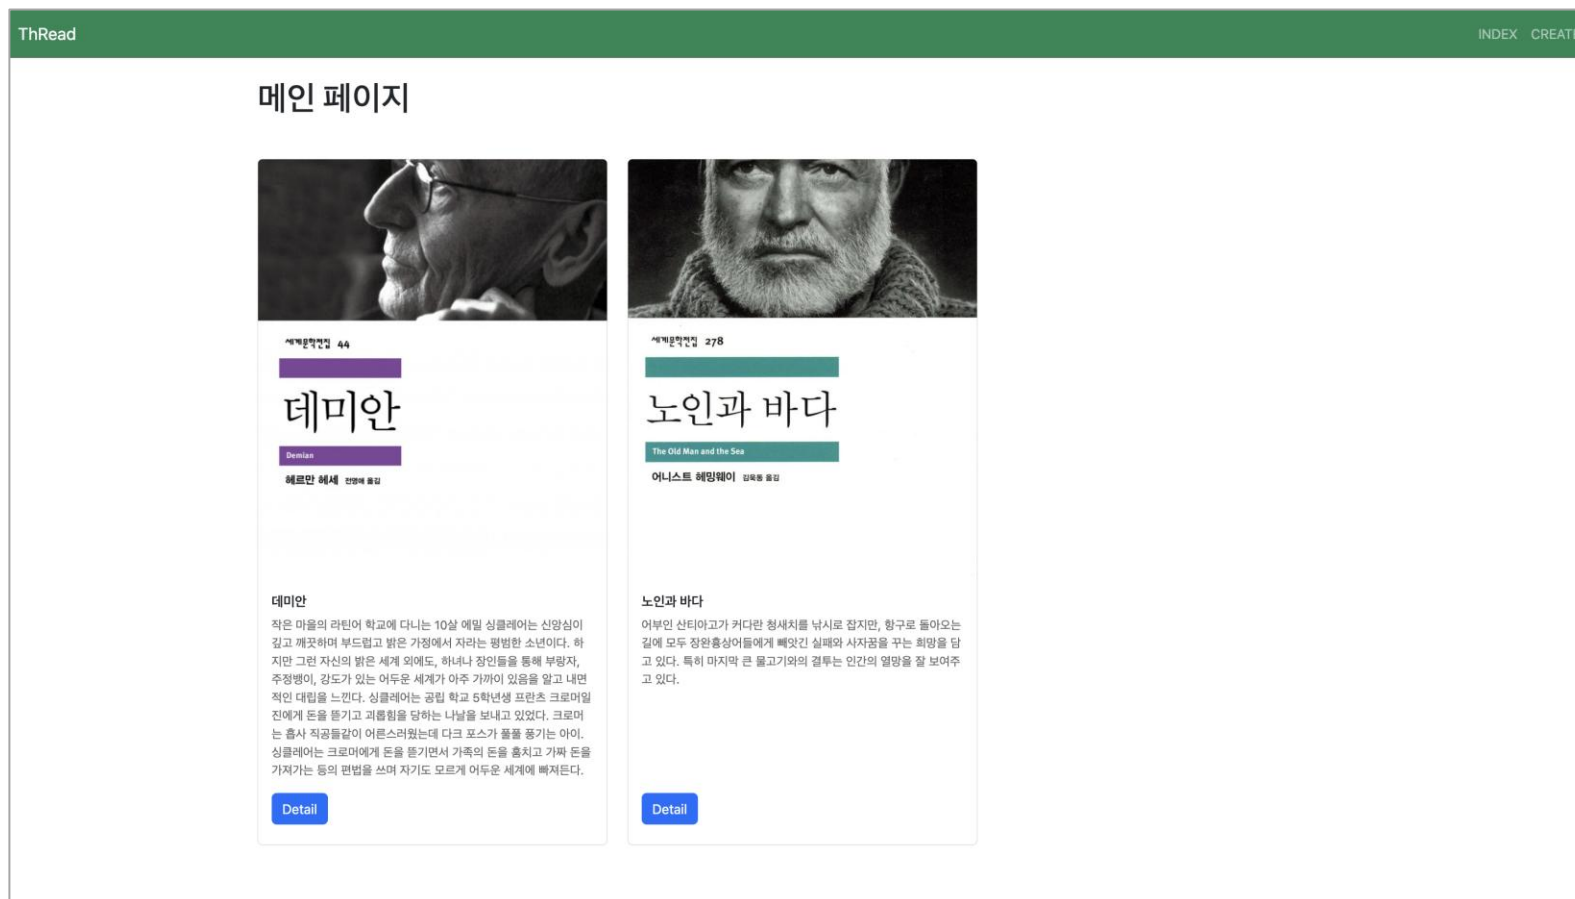 ThRead
INDEX CREATE
메인 페이지
세계문학전집 44
데미안
Demian
헤르만 헤세 전영애 옮김
세계문학전집 278
노인과 바다
The Old Man and the Sea
어니스트 헤밍웨이 김욱동 옮김
데미안
작은 마을의 라틴어 학교에 다니는 10살 에밀 싱클레어는 신앙심이
깊고 깨끗하며 부드럽고 밝은 가정에서 자라는 평범한 소년이다. 하
지만 그런 자신의 밝은 세계 외에도, 하녀나 장인들을 통해 부랑자,
주정뱅이, 강도가 있는 어두운 세계가 아주 가까이 있음을 알고 내면
적인 대립을 느낀다. 싱클레어는 공립 학교 5학년생 프란츠 크로머일
진에게 돈을 뜯기고 괴롭힘을 당하는 나날을 보내고 있었다. 크로머
는 흡사 직공들같이 어른스러웠는데 다크 포스가 풀풀 풍기는 아이.
싱클레어는 크로머에게 돈을 뜯기면서 가족의 돈을 훔치고 가짜 돈을
가져가는 등의 편법을 쓰며 자기도 모르게 어두운 세계에 빠져든다.
Detail
노인과 바다
어부인 산티아고가 커다란 청새치를 낚시로 잡지만, 항구로 돌아오는
길에 모두 장완흉상어들에게 빼앗긴 실패와 사자꿈을 꾸는 희망을 담
고 있다. 특히 마지막 큰 물고기와의 결투는 인간의 열망을 잘 보여주
고 있다.
Detail